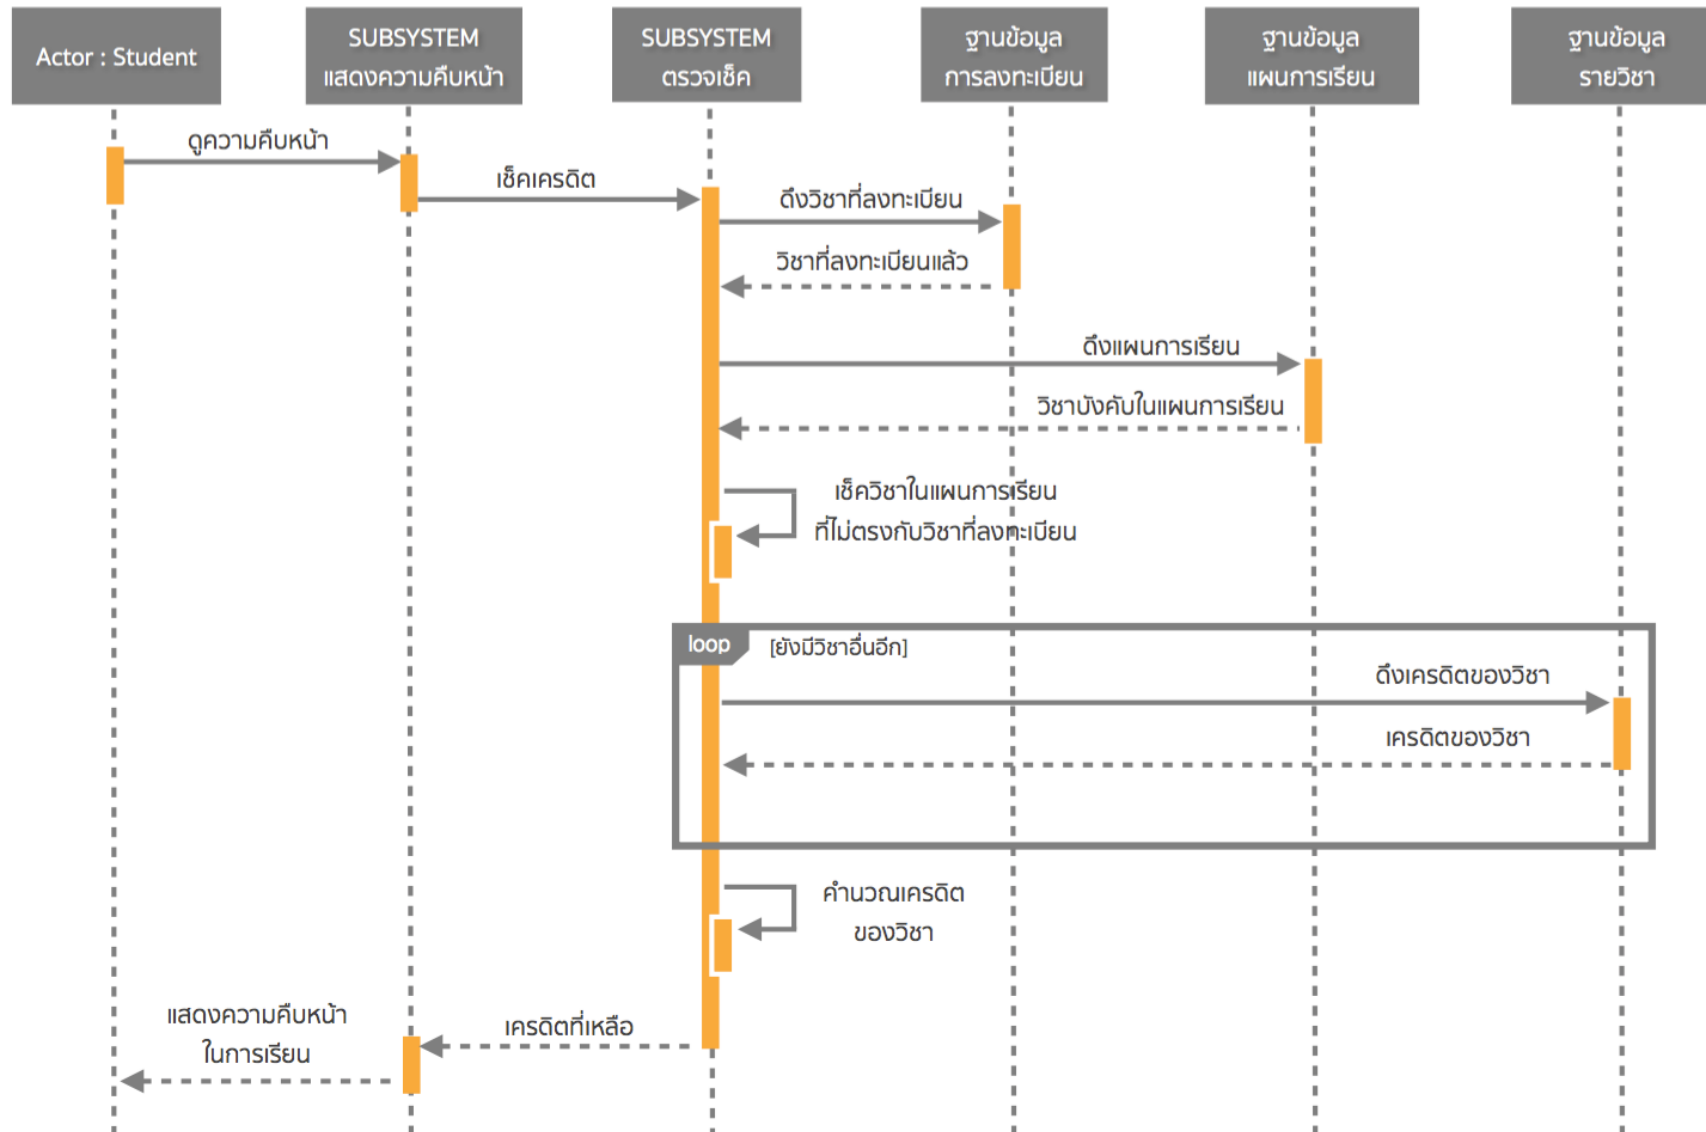 Actor : Student
SUBSYSTEM
แสดงความคืบหน้า
SUBSYSTEM
ตรวจเช็ค
ฐานข้อมูล
การลงทะเบียน
ฐานข้อมูล
แผนการเรียน
ฐานข้อมูล
รายวิชา
ดูความคืบหน้า
เช็คเครดิต
ดึงวิชาที่ลงทะเบียน
วิชาที่ลงทะเบียนแล้ว
ดึงแผนการเรียน
วิชาบังคับในแผนการเรียน
เช็ควิชาในแผนการเรียน
ที่ไม่ตรงกับวิชาที่ลงทะเบียน
loop
[ยังมีวิชาอื่นอีก]
ดึงเครดิตของวิชา
เครดิตของวิชา
คำนวณเครดิต
ของวิชา
เครดิตที่เหลือ
แสดงความคืบหน้า
ในการเรียน